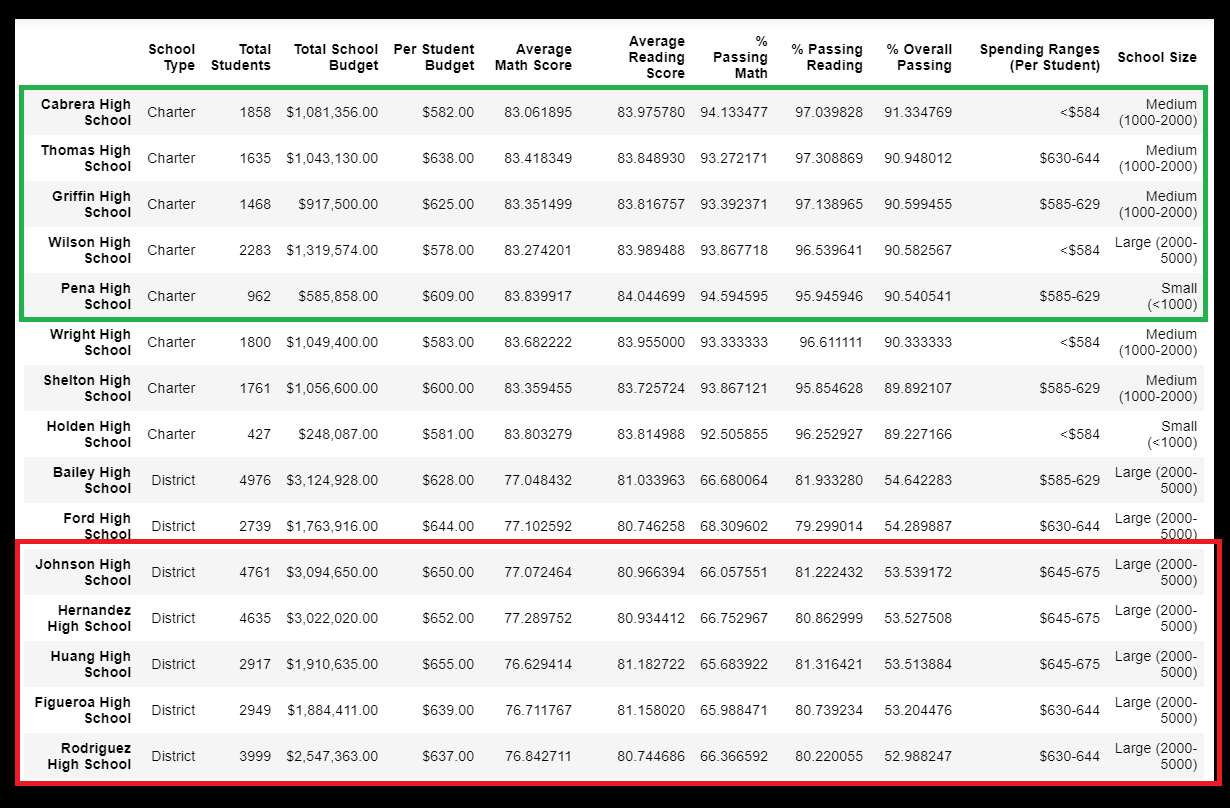 School Type Total Students Total School Budget Per Student Budget Average Math Score Average Reading Score % Passing Math % Passing Reading % Overall Passing Spending Ranges (Per Student) School Size
Cabrera High School Charter 1858 $1,081,356.00 $582.00 83.061895 83.975780 94.133477 97.039828 91.334769 <$584 Medium (1000-2000)
Thomas High School Charter 1635 $1,043,130.00 $638.00 83.418349 83.848930 93.272171 97.308869 90.948012 $630-644 Medium (1000-2000)
Griffin High School Charter 1468 $917,500.00 $625.00 83.351499 83.816757 93.392371 97.138965 90.599455 $585-629 Medium (1000-2000)
Wilson High School Charter 2283 $1,319,574.00 $578.00 83.274201 83.989488 93.867718 96.539641 90.582567 <$584 Large (2000-5000)
Pena High School Charter 962 $585,858.00 $609.00 83.839917 84.044699 94.594595 95.945946 90.540541 $585-629 Small (<1000)
Wright High School Charter 1800 $1,049,400.00 $583.00 83.682222 83.955000 93.333333 96.611111 90.333333 <$584 Medium (1000-2000)
Shelton High School Charter 1761 $1,056,600.00 $600.00 83.359455 83.725724 93.867121 95.854628 89.892107 $585-629 Medium (1000-2000)
Holden High School Charter 427 $248,087.00 $581.00 83.803279 83.814988 92.505855 96.252927 89.227166 <$584 Small (<1000)
Bailey High School District 4976 $3,124,928.00 $628.00 77.048432 81.033963 66.680064 81.933280 54.642283 $585-629 Large (2000-5000)
Ford High School District 2739 $1,763,916.00 $644.00 77.102592 80.746258 68.309602 79.299014 54.289887 $630-644 Large (2000-5000)
Johnson High School District 4761 $3,094,650.00 $650.00 77.072464 80.966394 66.057551 81.222432 53.539172 $645-675 Large (2000-5000)
Hernandez High School District 4635 $3,022,020.00 $652.00 77.289752 80.934412 66.752967 80.862999 53.527508 $645-675 Large (2000-5000)
Huang High School District 2917 $1,910,635.00 $655.00 76.629414 81.182722 65.683922 81.316421 53.513884 $645-675 Large (2000-5000)
Figueroa High School District 2949 $1,884,411.00 $639.00 76.711767 81.158020 65.988471 80.739234 53.204476 $630-644 Large (2000-5000)
Rodriguez High School District 3999 $2,547,363.00 $637.00 76.842711 80.744686 66.366592 80.220055 52.988247 $630-644 Large (2000-5000)